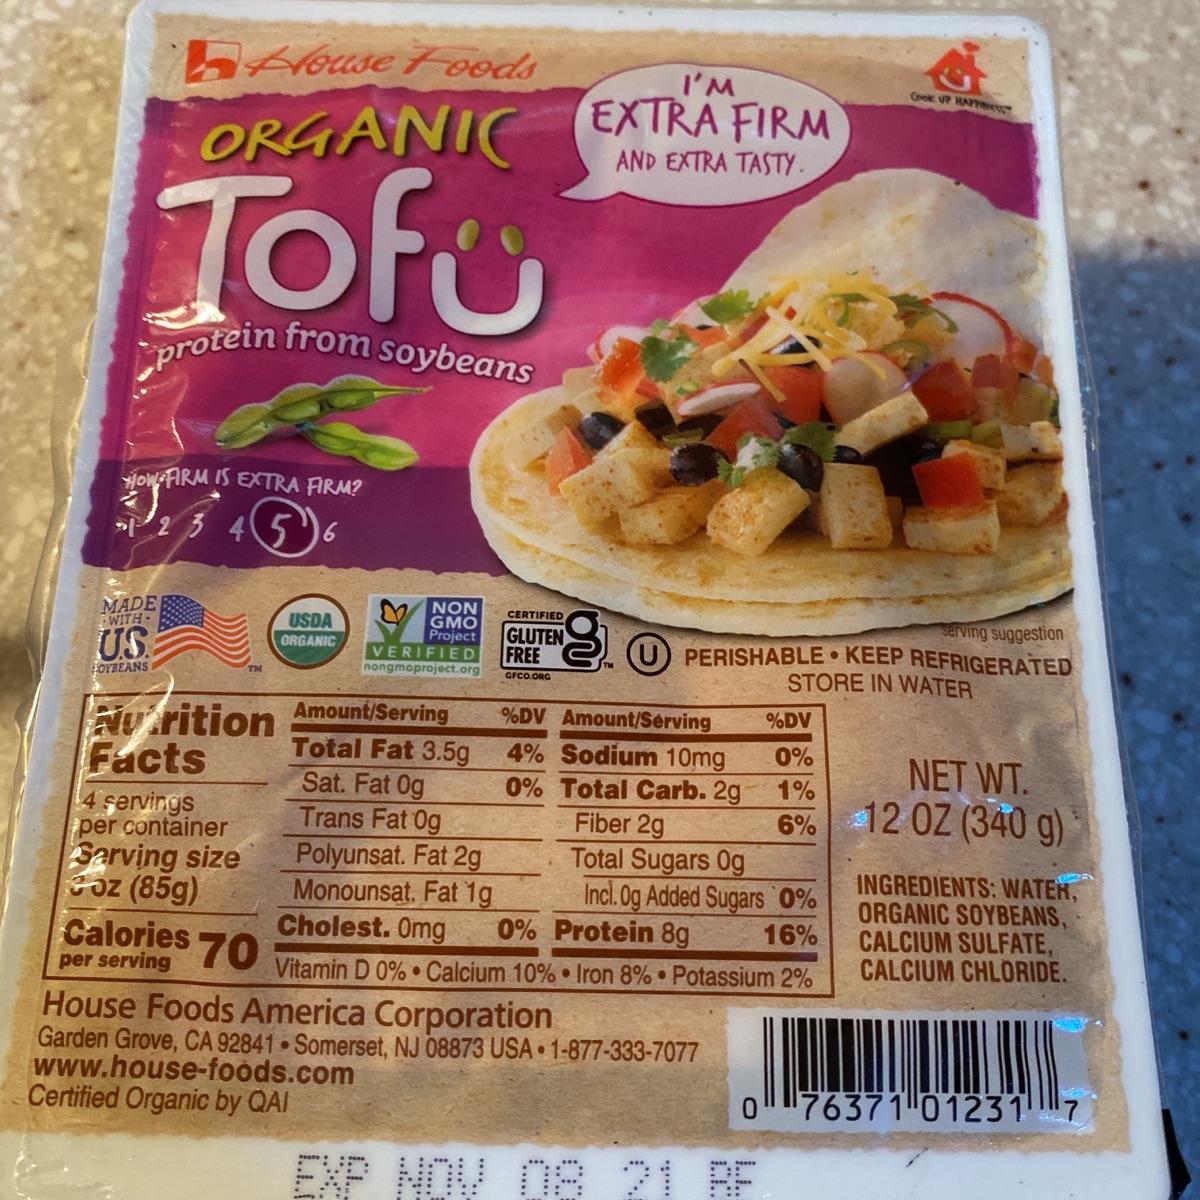 House Foods
COOK UP HAPPINESS™
ORGANIC
Tofu
protein from soybeans
I'M
EXTRA FIRM
AND EXTRA TASTY.
HOW FIRM IS EXTRA FIRM?
1 2 3 4 5 6
MADE
WITH
U.S.
SOYBEANS
TM
USDA
ORGANIC
NON
GMO
Project
VERIFIED
nongmoproject.org
CERTIFIED
GLUTEN
FREE
TM
GFCO.ORG
U
serving suggestion
PERISHABLE • KEEP REFRIGERATED
STORE IN WATER
Nutrition
Facts
4 servings
per container
Serving size
3 oz (85g)
Calories 70
per serving
Amount/Serving %DV
Total Fat 3.5g 4%
Sat. Fat 0g 0%
Trans Fat 0g
Polyunsat. Fat 2g
Monounsat. Fat 1g
Cholest. 0mg 0%
Amount/Serving %DV
Sodium 10mg 0%
Total Carb. 2g 1%
Fiber 2g 6%
Total Sugars 0g
Incl. 0g Added Sugars 0%
Protein 8g 16%
Vitamin D 0% • Calcium 10% • Iron 8% • Potassium 2%
NET WT.
12 OZ (340 g)
INGREDIENTS: WATER,
ORGANIC SOYBEANS,
CALCIUM SULFATE,
CALCIUM CHLORIDE.
House Foods America Corporation
Garden Grove, CA 92841 • Somerset, NJ 08873 USA • 1-877-333-7077
www.house-foods.com
Certified Organic by QAI
0 76371 01231 7
EXP NOV 08 21 BF